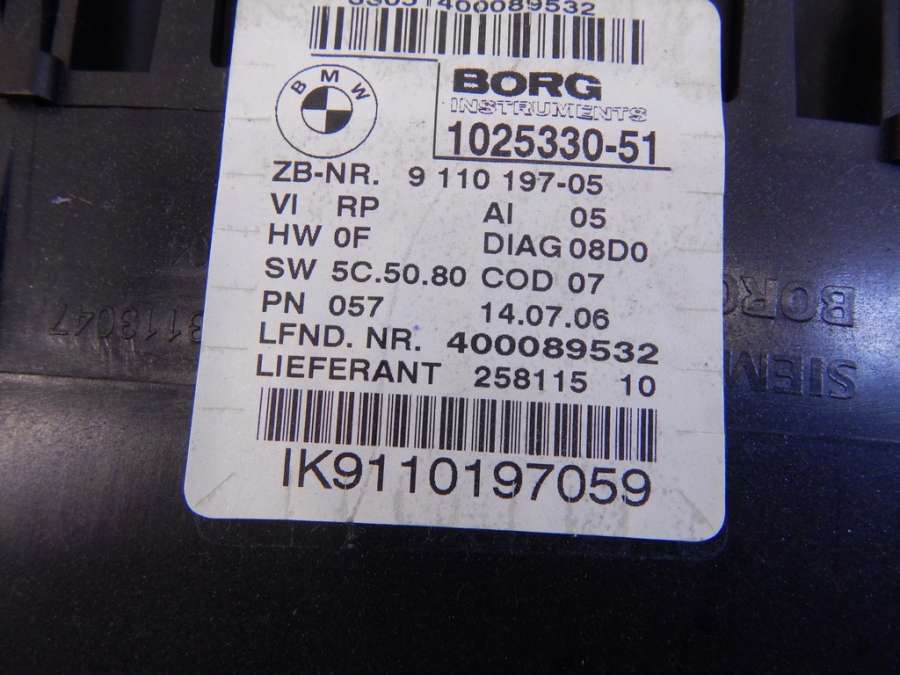 400089532
BMW
BORG
INSTRUMENTS
1025330-51
ZB-NR. 9 110 197-05
VI RP AI 05
HW 0F DIAG 08D0
SW 5C.50.80 COD 07
PN 057 14.07.06
LFND. NR. 400089532
LIEFERANT 258115 10
IK9110197059
BORG
SIEM